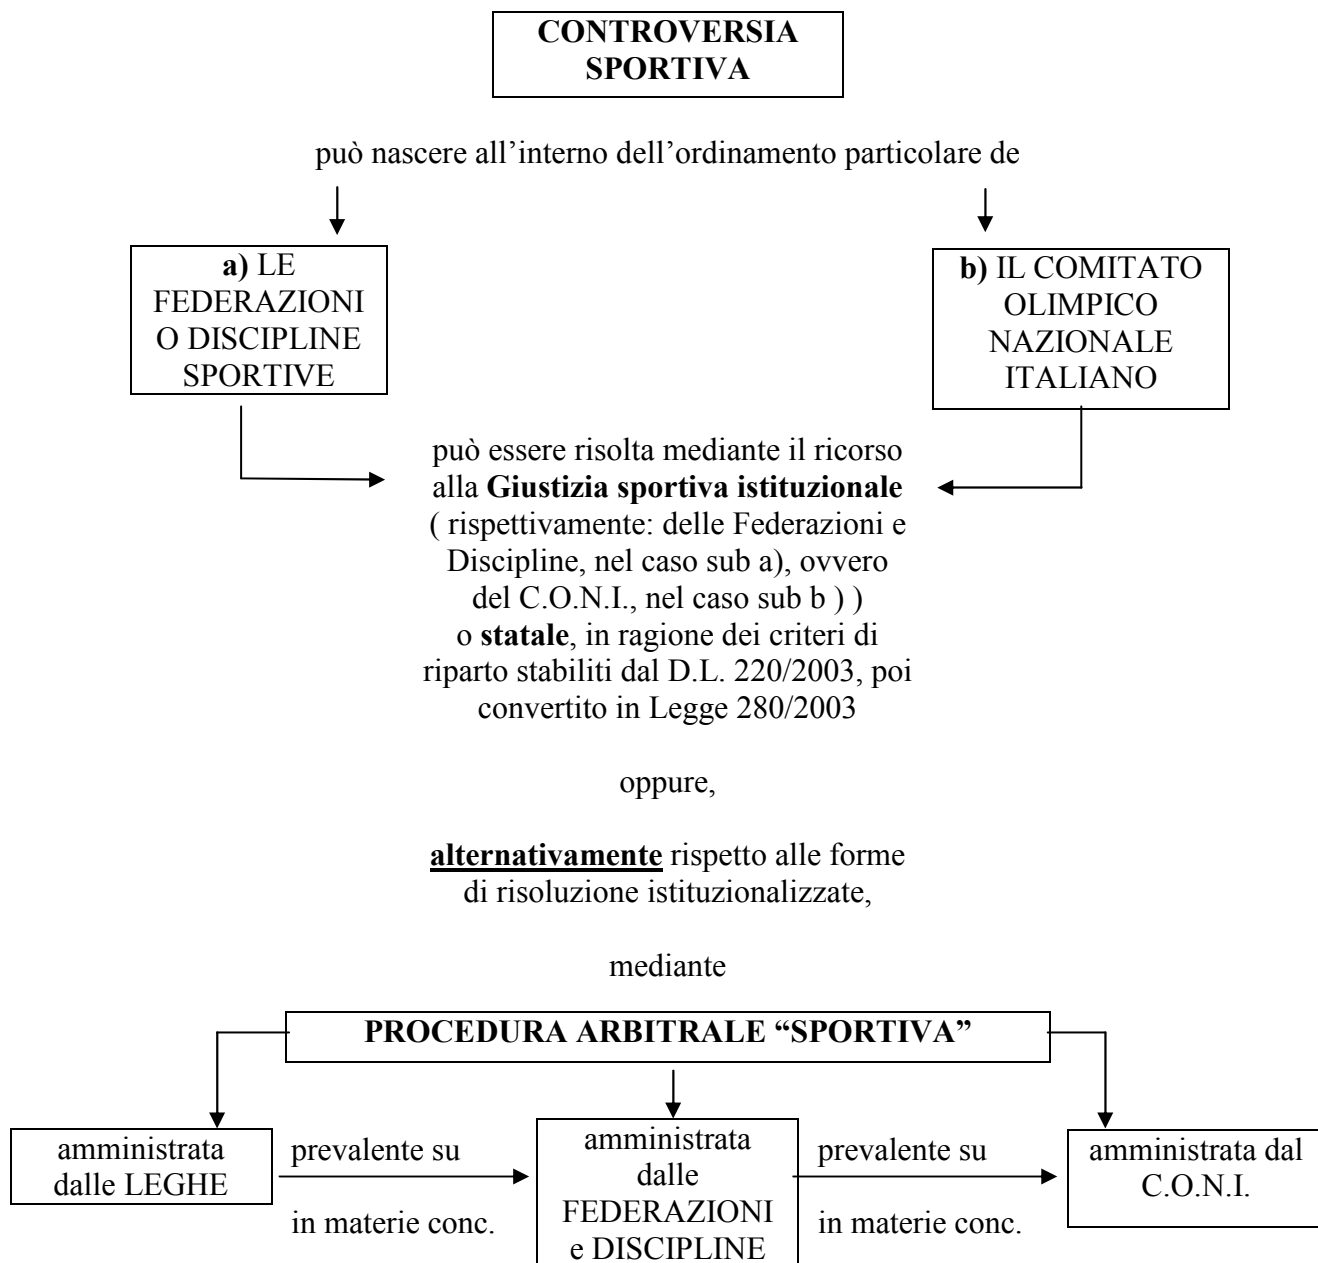 CONTROVERSIA
SPORTIVA
può nascere all’interno dell’ordinamento particolare de
a) LE
FEDERAZIONI
O DISCIPLINE
SPORTIVE
b) IL COMITATO
OLIMPICO
NAZIONALE
ITALIANO
può essere risolta mediante il ricorso
alla Giustizia sportiva istituzionale
( rispettivamente: delle Federazioni e
Discipline, nel caso sub a), ovvero
del C.O.N.I., nel caso sub b ) )
o statale, in ragione dei criteri di
riparto stabiliti dal D.L. 220/2003, poi
convertito in Legge 280/2003
oppure,
alternativamente rispetto alle forme
di risoluzione istituzionalizzate,
mediante
PROCEDURA ARBITRALE “SPORTIVA”
amministrata
dalle LEGHE
prevalente su
in materie conc.
amministrata
dalle
FEDERAZIONI
e DISCIPLINE
prevalente su
in materie conc.
amministrata dal
C.O.N.I.